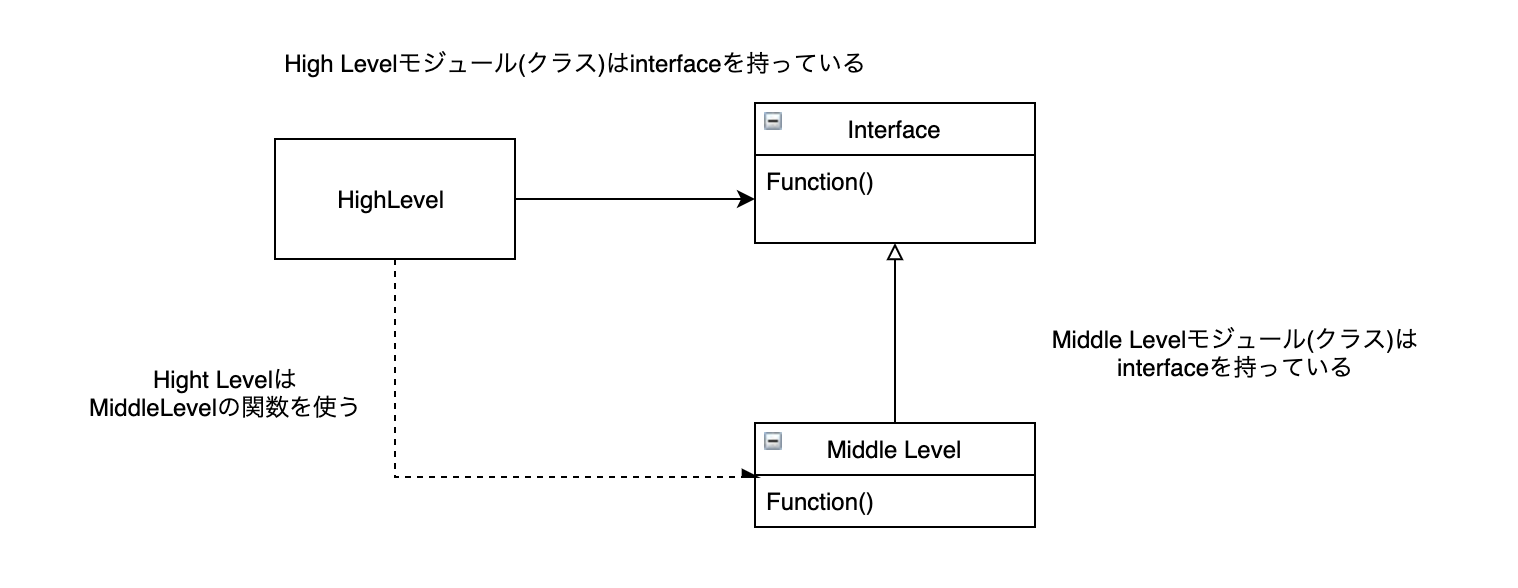 High Levelモジュール(クラス)はinterfaceを持っている
Interface
HighLevel
Function()
Middle Levelモジュール(クラス)は
interfaceを持っている
Hight Levelは
MiddleLevelの関数を使う
Middle Level
Function()